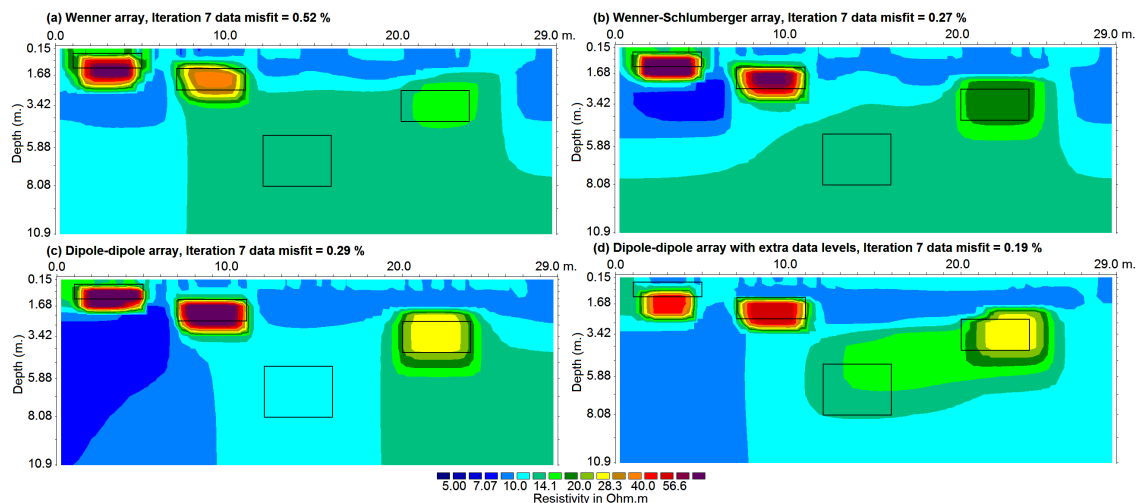 (a) Wenner array, Iteration 7 data misfit = 0.52 %
0.0 10.0 20.0 29.0 m.
0.15
1.68
3.42
5.88
8.08
10.9
Depth (m.)
(b) Wenner-Schlumberger array, Iteration 7 data misfit = 0.27 %
0.0 10.0 20.0 29.0 m.
0.15
1.68
3.42
5.88
8.08
10.9
Depth (m.)
(c) Dipole-dipole array, Iteration 7 data misfit = 0.29 %
0.0 10.0 20.0 29.0 m.
0.15
1.68
3.42
5.88
8.08
10.9
Depth (m.)
(d) Dipole-dipole array with extra data levels, Iteration 7 data misfit = 0.19 %
0.0 10.0 20.0 29.0 m.
0.15
1.68
3.42
5.88
8.08
10.9
Depth (m.)
5.00 7.07 10.0 14.1 20.0 28.3 40.0 56.6
Resistivity in Ohm.m